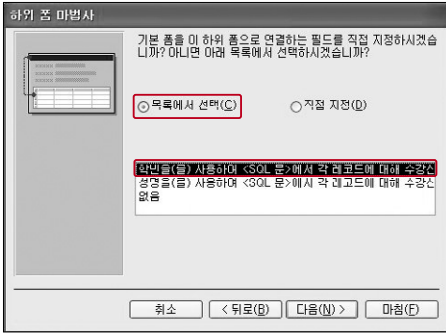 하위 폼 마법사
기본 폼을 이 하위 폼으로 연결하는 필드를 직접 지정하시겠습
니까? 아니면 아래 목록에서 선택하시겠습니까?
목록에서 선택(C)
직접 지정(D)
학번을(를) 사용하여 <SQL 문>에서 각 레코드에 대해 수강신
성명을(를) 사용하여 <SQL 문>에서 각 레코드에 대해 수강신
없음
취소
< 뒤로(B)
다음(N) >
마침(F)